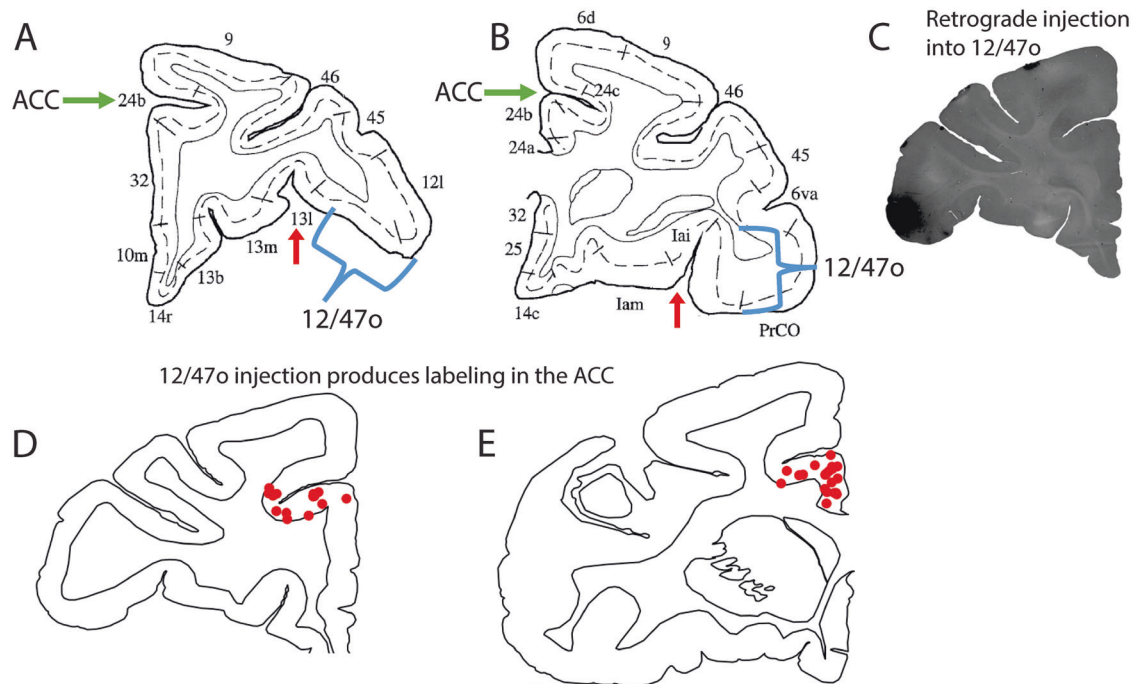 A
9
ACC
24b
46
45
32
12l
13l
13m
10m
13b
14r
12/47o
B
6d
9
ACC
24c
24b
46
24a
45
6va
32
Iai
25
12/47o
Iam
14c
PrCO
C
Retrograde injection
into 12/47o
12/47o injection produces labeling in the ACC
D
E